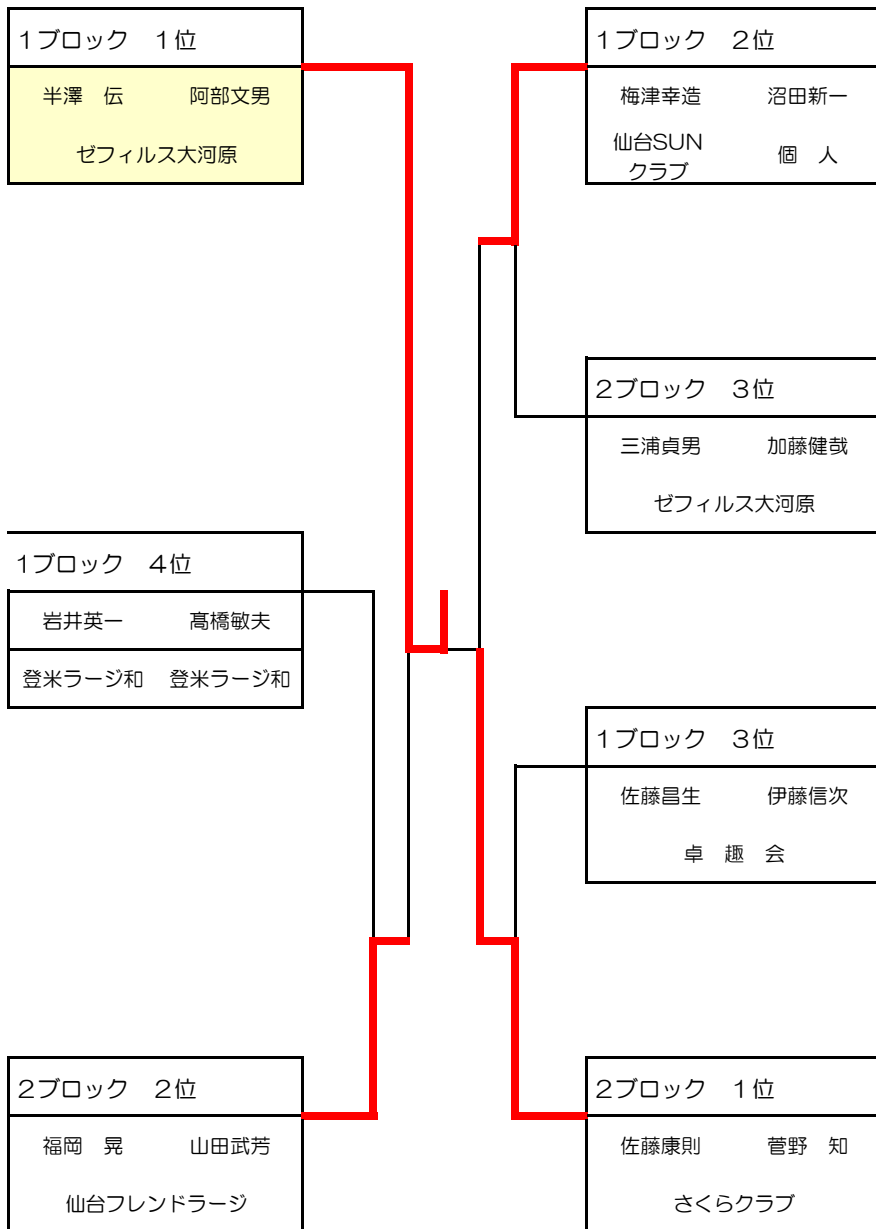 1ブロック　1位
半澤　伝　阿部文男
ゼフィルス大河原
1ブロック　4位
岩井英一　髙橋敏夫
登米ラージ和　登米ラージ和
2ブロック　2位
福岡　晃　山田武芳
仙台フレンドラージ
1ブロック　2位
梅津幸造　沼田新一
仙台SUN
クラブ　個　人
2ブロック　3位
三浦貞男　加藤健哉
ゼフィルス大河原
1ブロック　3位
佐藤昌生　伊藤信次
卓　趣　会
2ブロック　1位
佐藤康則　菅野　知
さくらクラブ